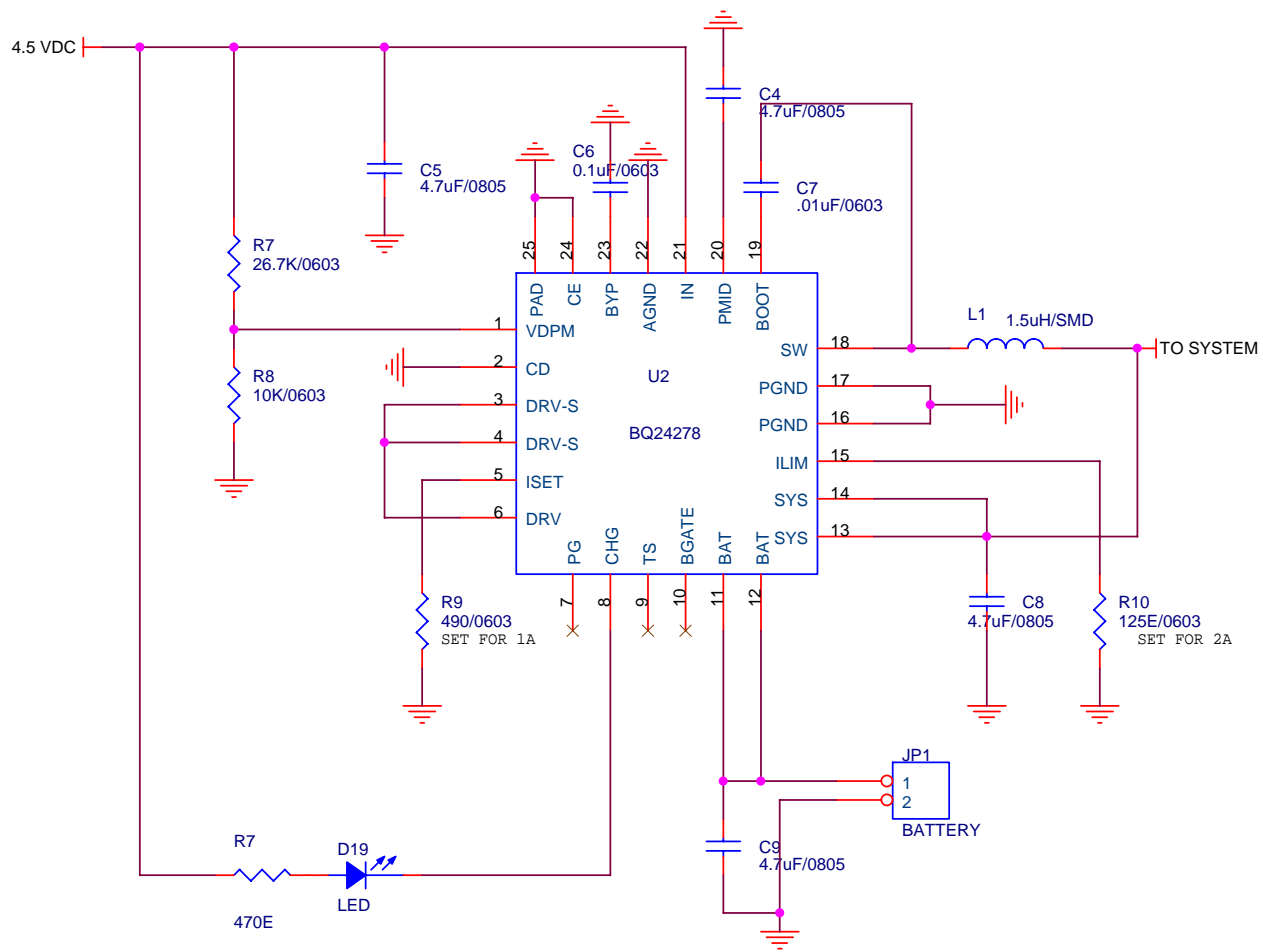 4.5 VDC
C4
4.7uF/0805
C6
0.1uF/0603
C5
4.7uF/0805
C7
.01uF/0603
R7
26.7K/0603
25
24
23
22
21
20
19
PAD
CE
BYP
AGND
IN
PMID
BOOT
1
VDPM
2
CD
3
DRV-S
4
DRV-S
5
ISET
6
DRV
R8
10K/0603
U2
BQ24278
SW
18
PGND
17
PGND
16
ILIM
15
SYS
14
SYS
13
L1
1.5uH/SMD
TO SYSTEM
PG
CHG
TS
BGATE
BAT
BAT
7
8
9
10
11
12
R9
490/0603
SET FOR 1A
C8
4.7uF/0805
R10
125E/0603
SET FOR 2A
JP1
1
2
BATTERY
C9
4.7uF/0805
R7
470E
D19
LED